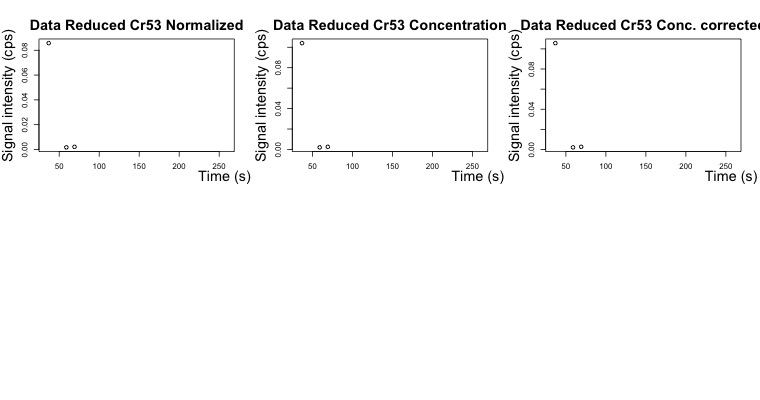 Data Reduced Cr53 Normalized
Signal intensity (cps)
0.00 0.02 0.04 0.06 0.08
50 100 150 200 250
Time (s)
Data Reduced Cr53 Concentration
Signal intensity (cps)
0.00 0.04 0.08
50 100 150 200 250
Time (s)
Data Reduced Cr53 Conc. corrected
Signal intensity (cps)
0.00 0.04 0.08
50 100 150 200 250
Time (s)